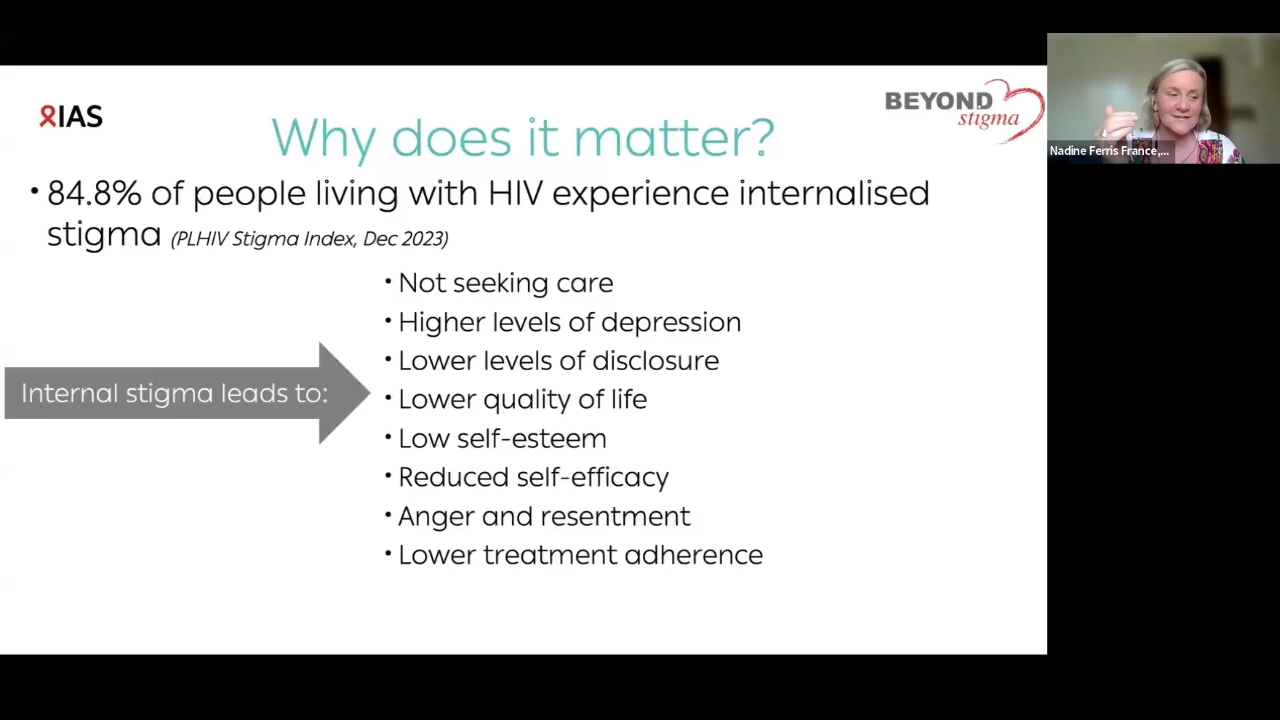 IAS
BEYOND
stigma
Why does it matter?
• 84.8% of people living with HIV experience internalised
stigma (PLHIV Stigma Index, Dec 2023)
• Not seeking care
• Higher levels of depression
• Lower levels of disclosure
Internal stigma leads to:
• Lower quality of life
• Low self-esteem
• Reduced self-efficacy
• Anger and resentment
• Lower treatment adherence
Nadine Ferris France,...